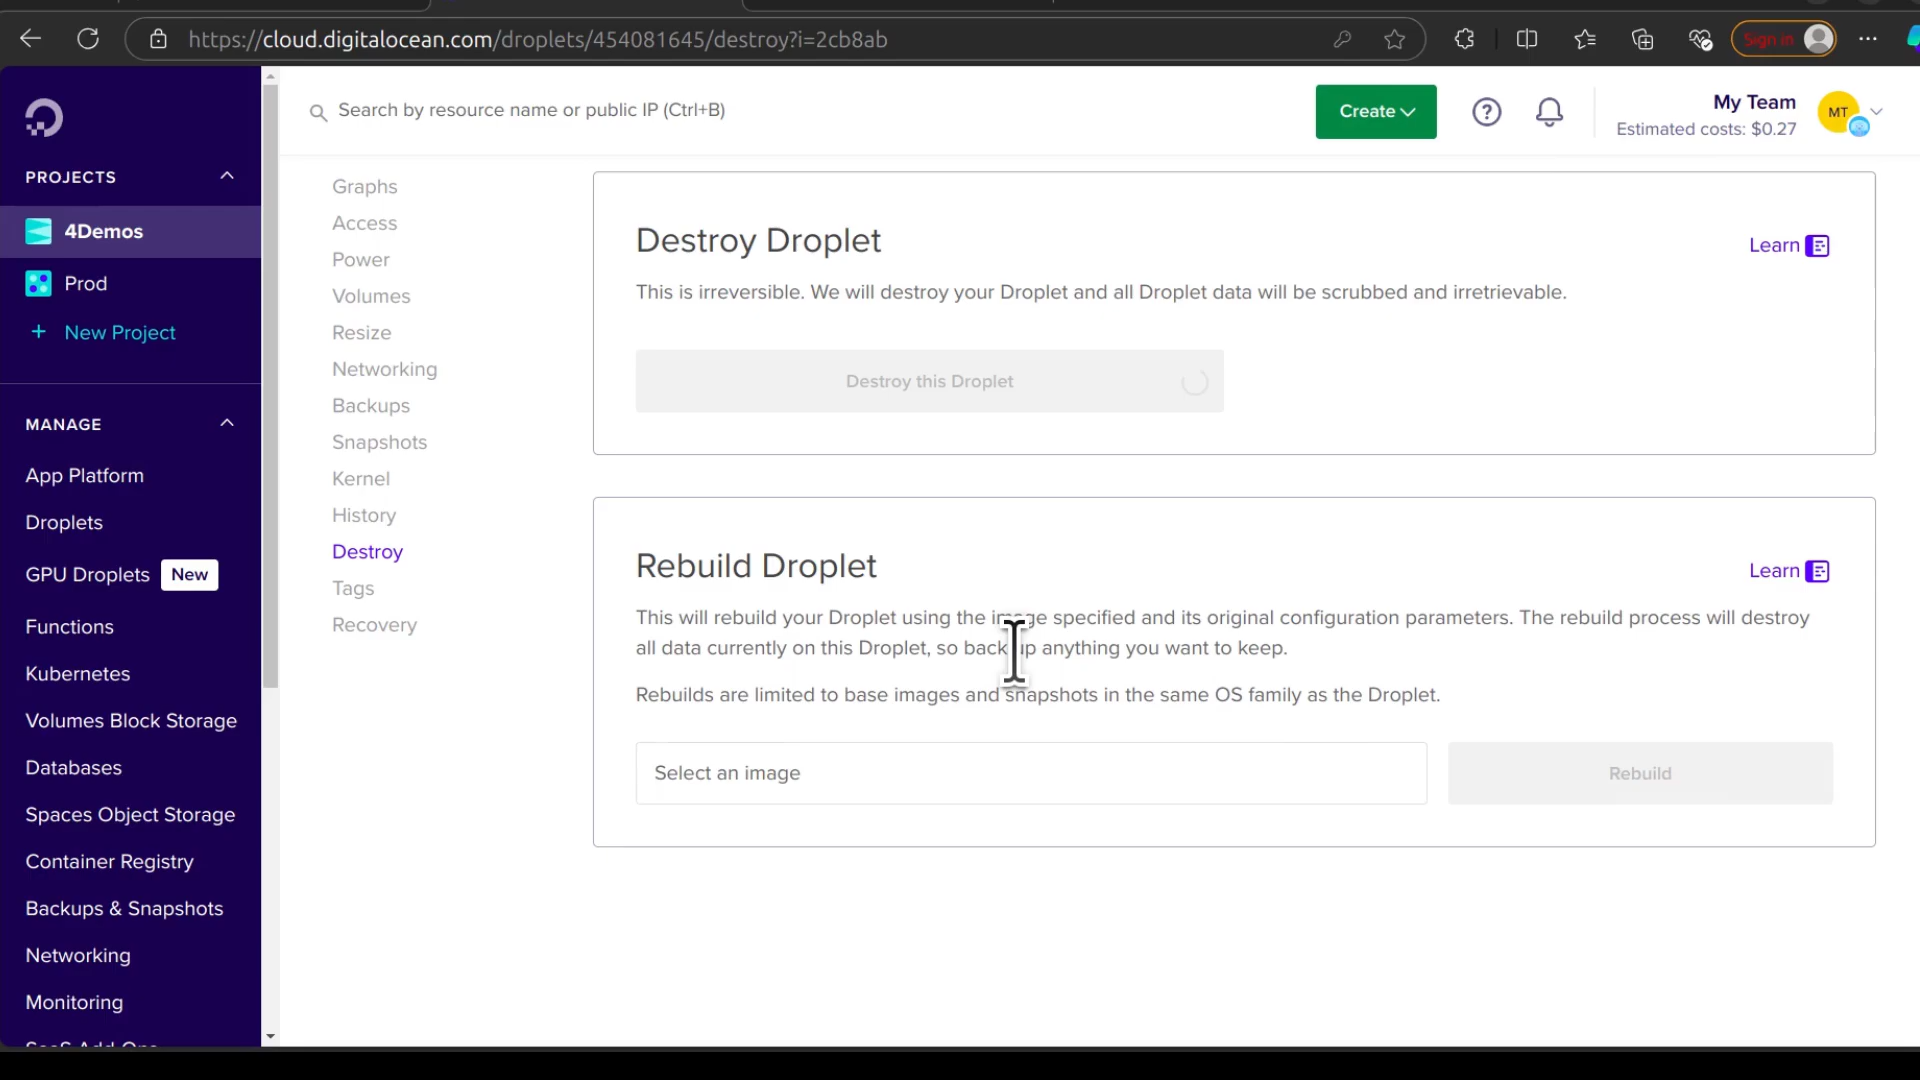 https://cloud.digitalocean.com/droplets/454081645/destroy?i=2cb8ab
Sign in
Search by resource name or public IP (Ctrl+B)
Create
My Team
Estimated costs: $0.27
MT
PROJECTS
4Demos
Prod
+ New Project
MANAGE
App Platform
Droplets
GPU Droplets New
Functions
Kubernetes
Volumes Block Storage
Databases
Spaces Object Storage
Container Registry
Backups & Snapshots
Networking
Monitoring
SaaS Add-Ons
Graphs
Access
Power
Volumes
Resize
Networking
Backups
Snapshots
Kernel
History
Destroy
Tags
Recovery
Destroy Droplet
Learn
This is irreversible. We will destroy your Droplet and all Droplet data will be scrubbed and irretrievable.
Destroy this Droplet
Rebuild Droplet
Learn
This will rebuild your Droplet using the image specified and its original configuration parameters. The rebuild process will destroy
all data currently on this Droplet, so back up anything you want to keep.
Rebuilds are limited to base images and snapshots in the same OS family as the Droplet.
Select an image
Rebuild